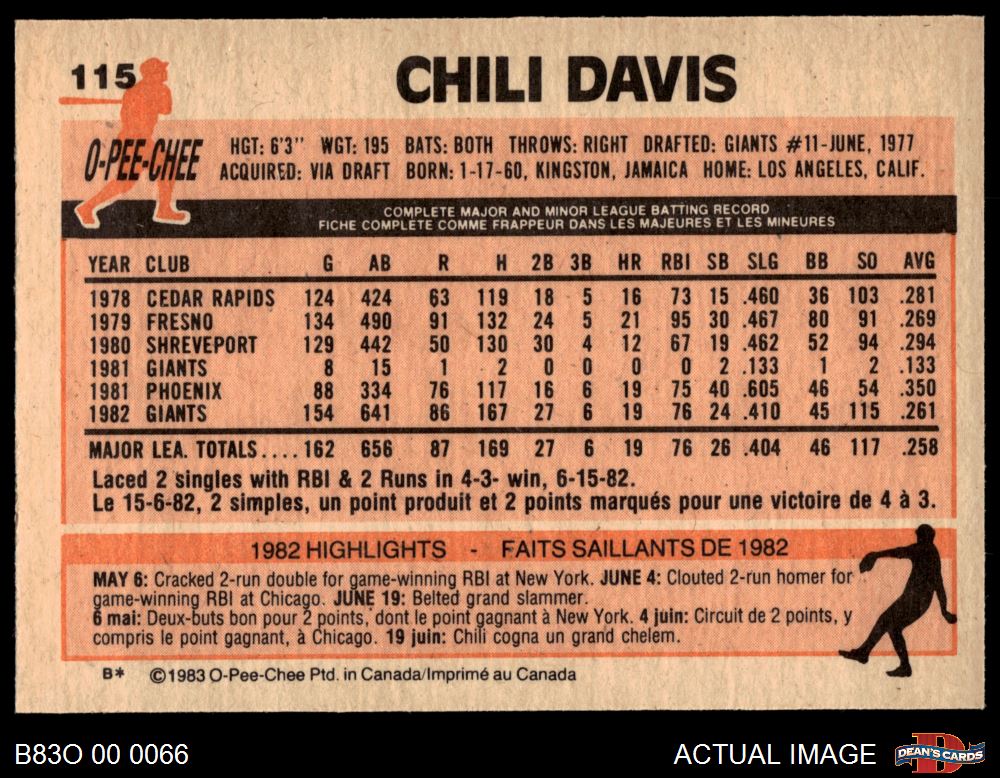 115
CHILI DAVIS
O-PEE-CHEE
HGT: 6'3" WGT: 195 BATS: BOTH THROWS: RIGHT DRAFTED: GIANTS #11-JUNE, 1977
ACQUIRED: VIA DRAFT BORN: 1-17-60, KINGSTON, JAMAICA HOME: LOS ANGELES, CALIF.
COMPLETE MAJOR AND MINOR LEAGUE BATTING RECORD
FICHE COMPLETE COMME FRAPPEUR DANS LES MAJEURES ET LES MINEURES
YEAR CLUB G AB R H 2B 3B HR RBI SB SLG BB SO AVG
1978 CEDAR RAPIDS 124 424 63 119 18 5 16 73 15 .460 36 103 .281
1979 FRESNO 134 490 91 132 24 5 21 95 30 .467 80 91 .269
1980 SHREVEPORT 129 442 50 130 30 4 12 67 19 .462 52 94 .294
1981 GIANTS 8 15 1 2 0 0 0 0 2 .133 1 2 .133
1981 PHOENIX 88 334 76 117 16 6 19 75 40 .605 46 54 .350
1982 GIANTS 154 641 86 167 27 6 19 76 24 .410 45 115 .261
MAJOR LEA. TOTALS.... 162 656 87 169 27 6 19 76 26 .404 46 117 .258
Laced 2 singles with RBI & 2 Runs in 4-3- win, 6-15-82.
Le 15-6-82, 2 simples, un point produit et 2 points marqués pour une victoire de 4 à 3.
1982 HIGHLIGHTS - FAITS SAILLANTS DE 1982
MAY 6: Cracked 2-run double for game-winning RBI at New York. JUNE 4: Clouted 2-run homer for
game-winning RBI at Chicago. JUNE 19: Belted grand slammer.
6 mai: Deux-buts bon pour 2 points, dont le point gagnant à New York. 4 juin: Circuit de 2 points, y
compris le point gagnant, à Chicago. 19 juin: Chili cogna un grand chelem.
B* ©1983 O-Pee-Chee Ptd. in Canada/Imprimé au Canada
B83O 00 0066
ACTUAL IMAGE
D
DEAN'S CARDS